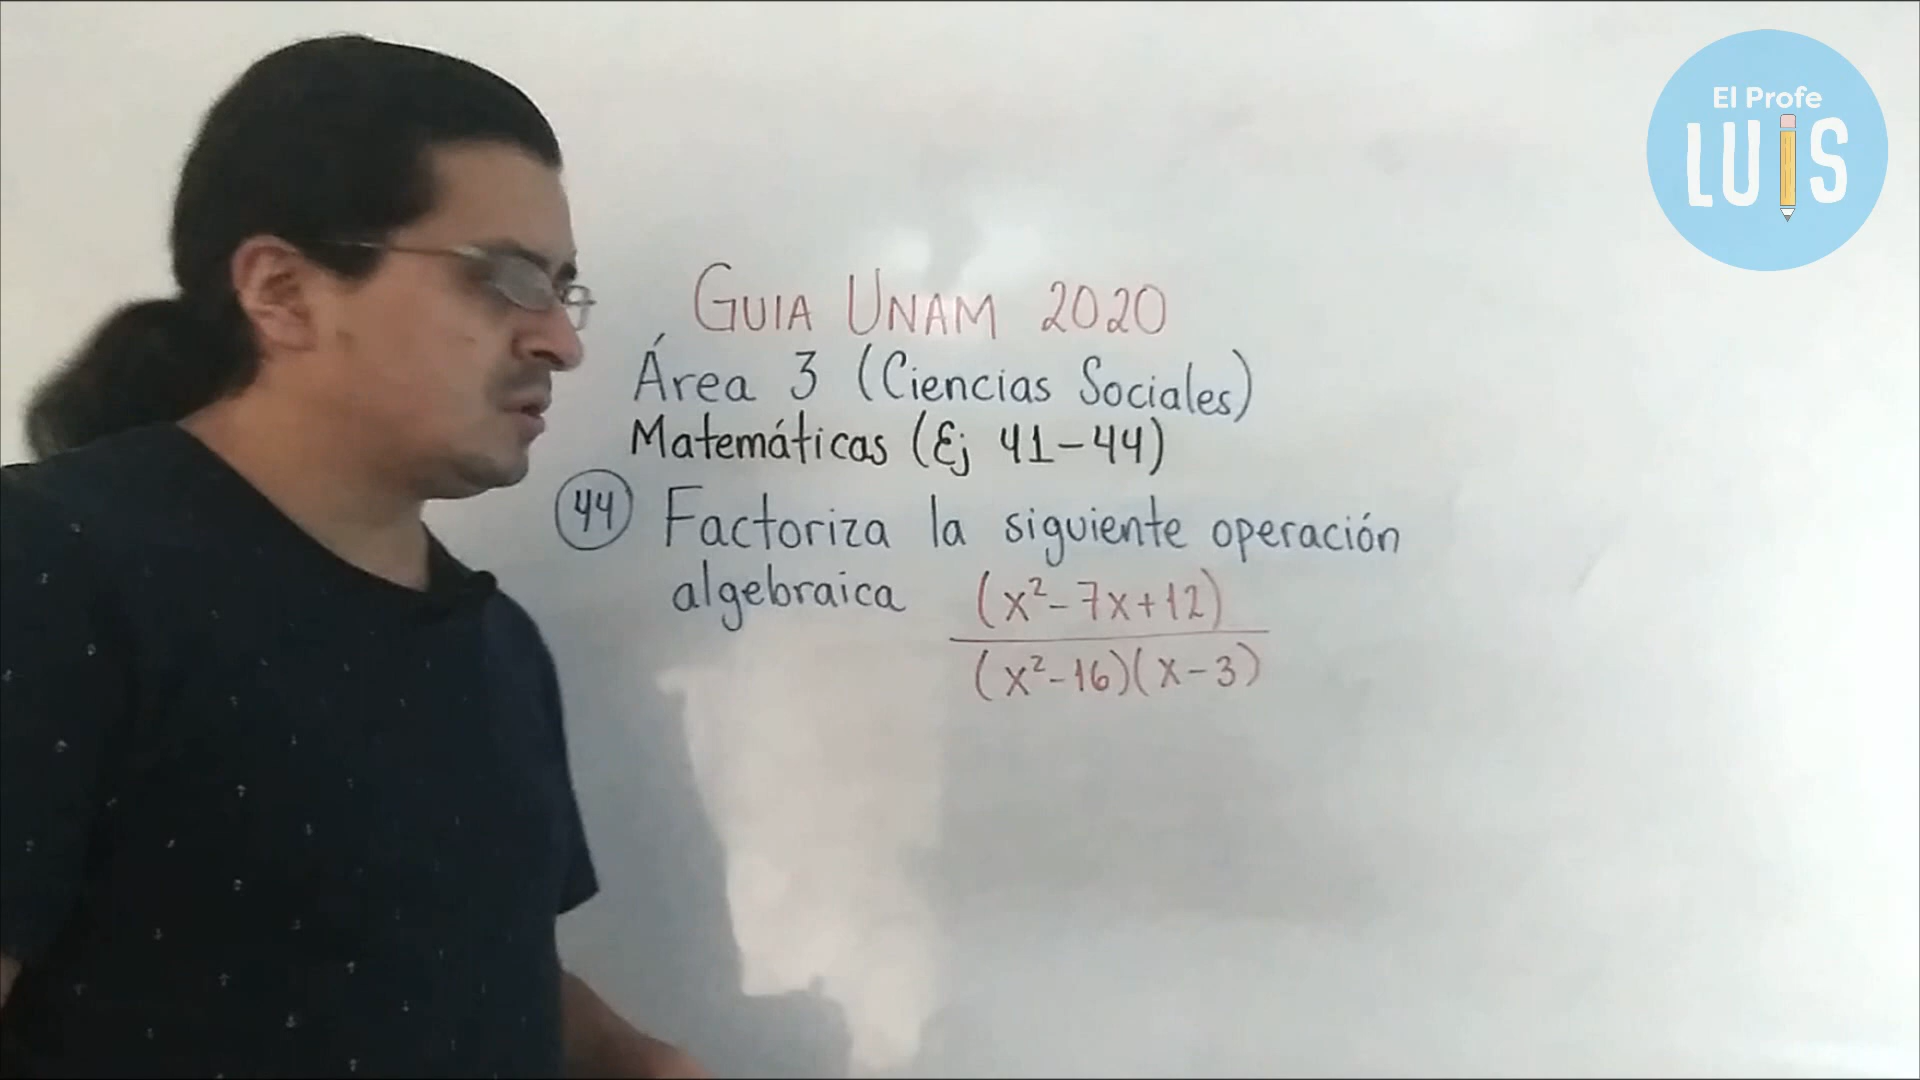 El Profe
LUIS
GUIA UNAM 2020
Área 3 (Ciencias Sociales)
Matemáticas (Ej 41-44)
44 Factoriza la siguiente operación
algebraica (x²-7x+12)
(x²-16)(x-3)